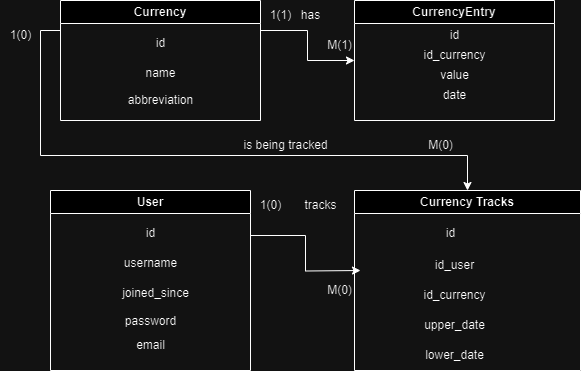 Currency
id
name
abbreviation
1(0)
1(1) has
M(1)
CurrencyEntry
id
id_currency
value
date
is being tracked
M(0)
User
id
username
joined_since
password
email
1(0) tracks
M(0)
Currency Tracks
id
id_user
id_currency
upper_date
lower_date